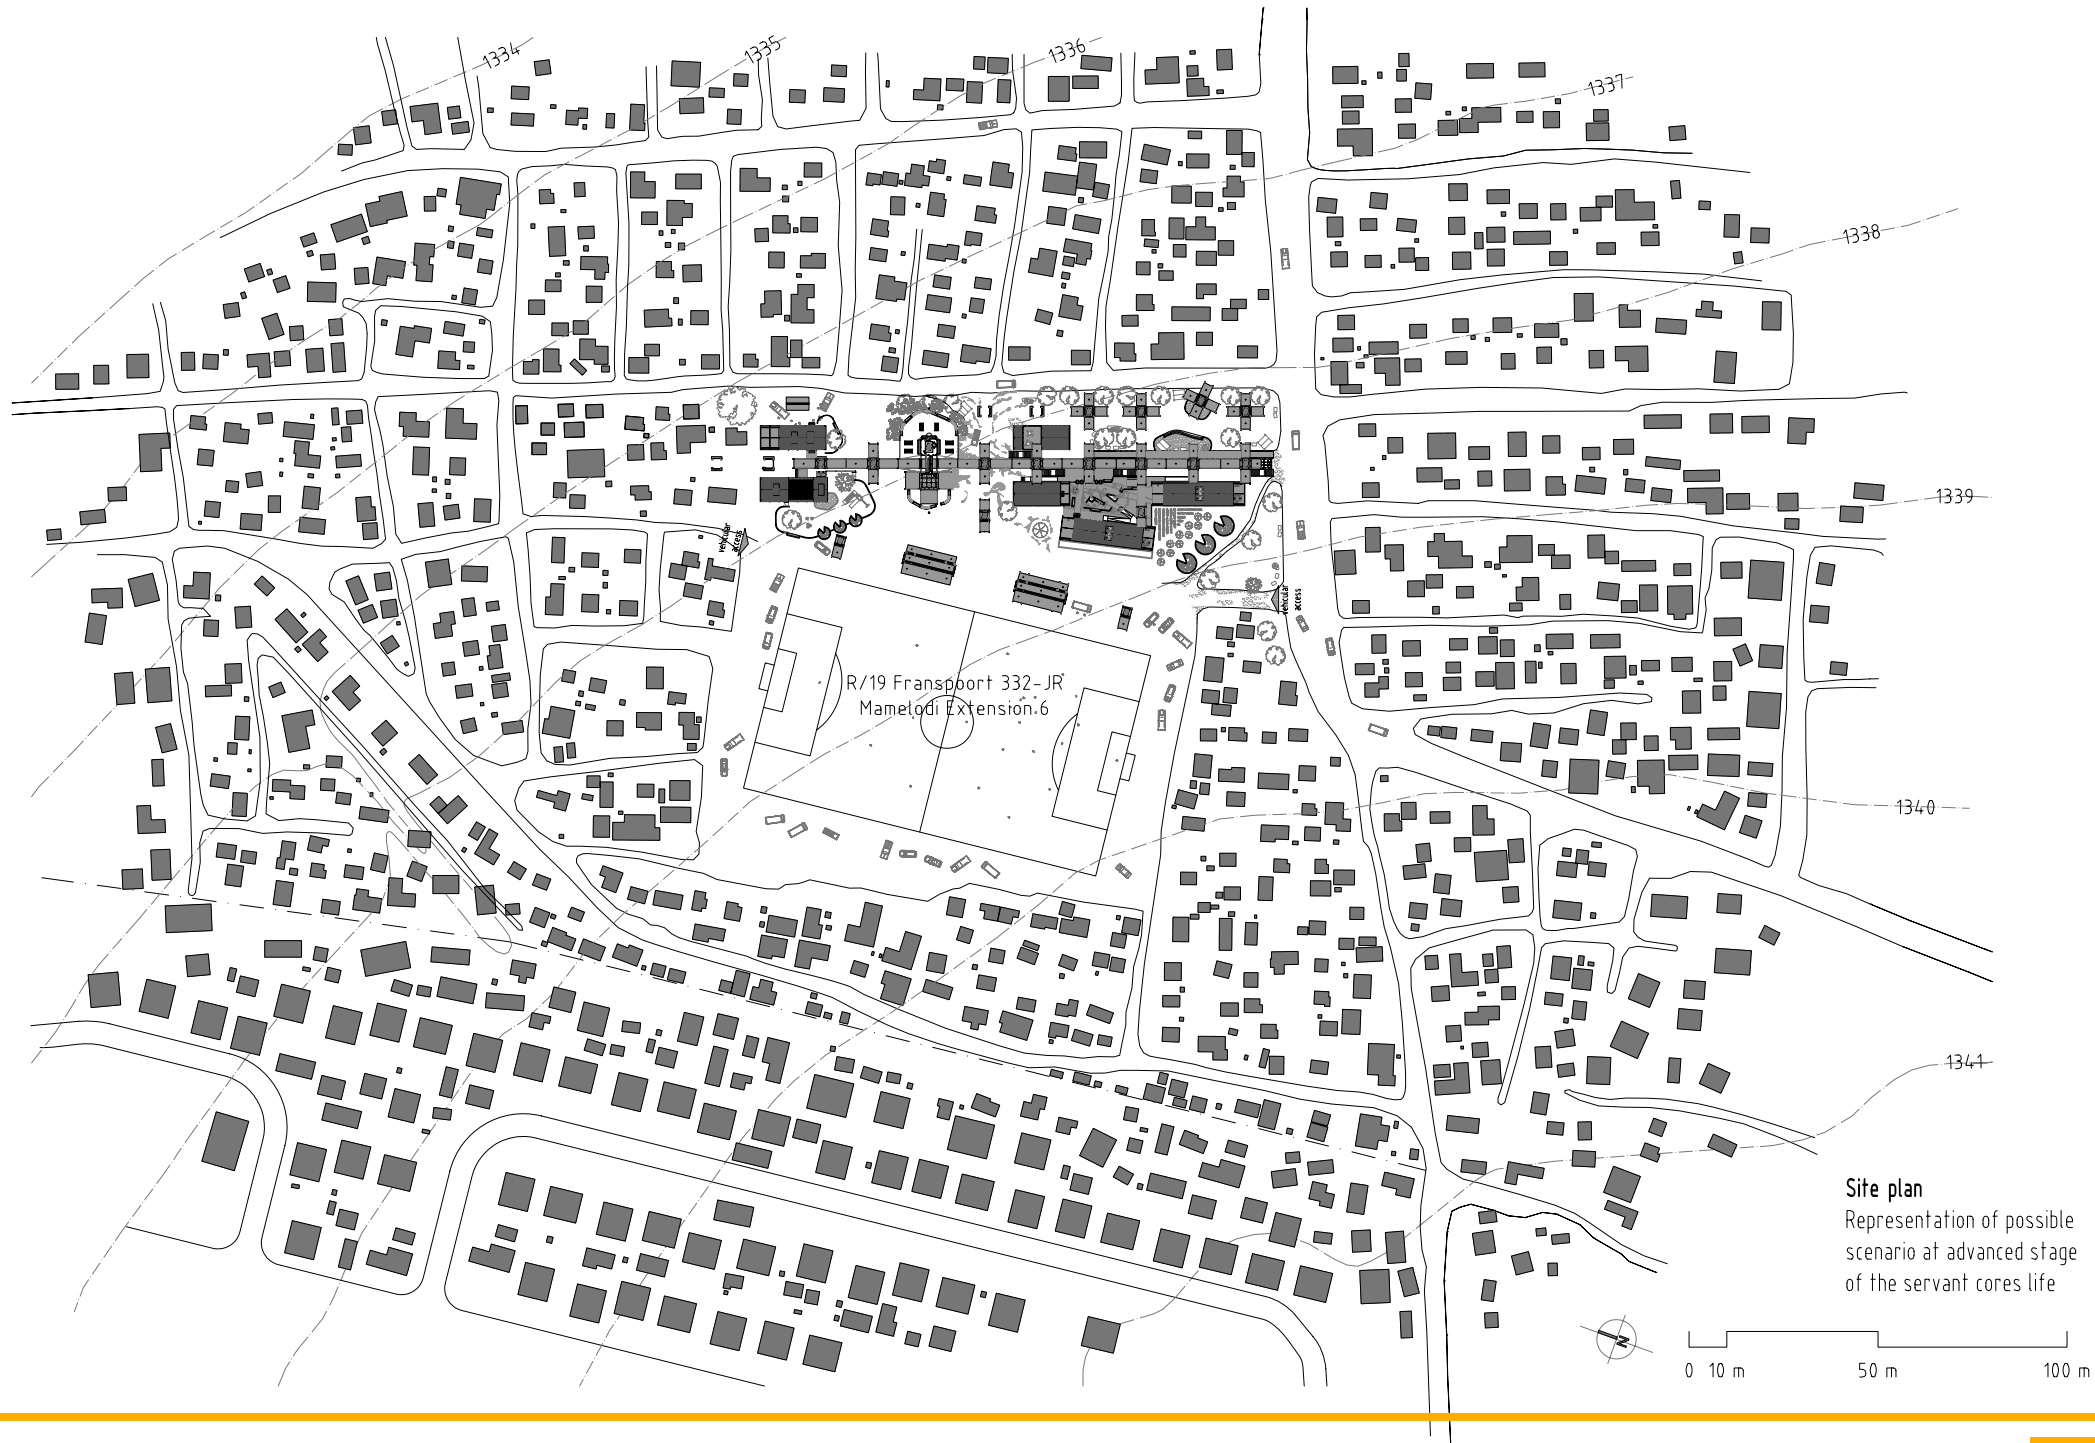 1334
1335
1336
1337
1338
1339
vehicular
access
vehicular
access
R/19 Franspoort 332-JR
Mamelodi Extension 6
1340
1341
Site plan
Representation of possible
scenario at advanced stage
of the servant cores life
N
0 10 m 50 m 100 m